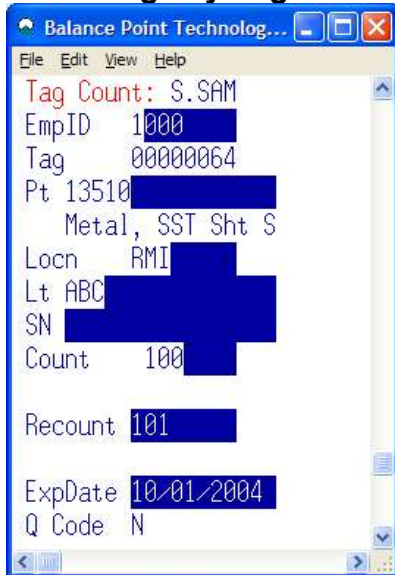 Balance Point Technolog...
File Edit View Help
Tag Count: S.SAM
EmpID 1000
Tag 00000064
Pt 13510
Metal, SST Sht S
Locn RMI
Lt ABC
SN
Count 100
Recount 101
ExpDate 10/01/2004
Q Code N